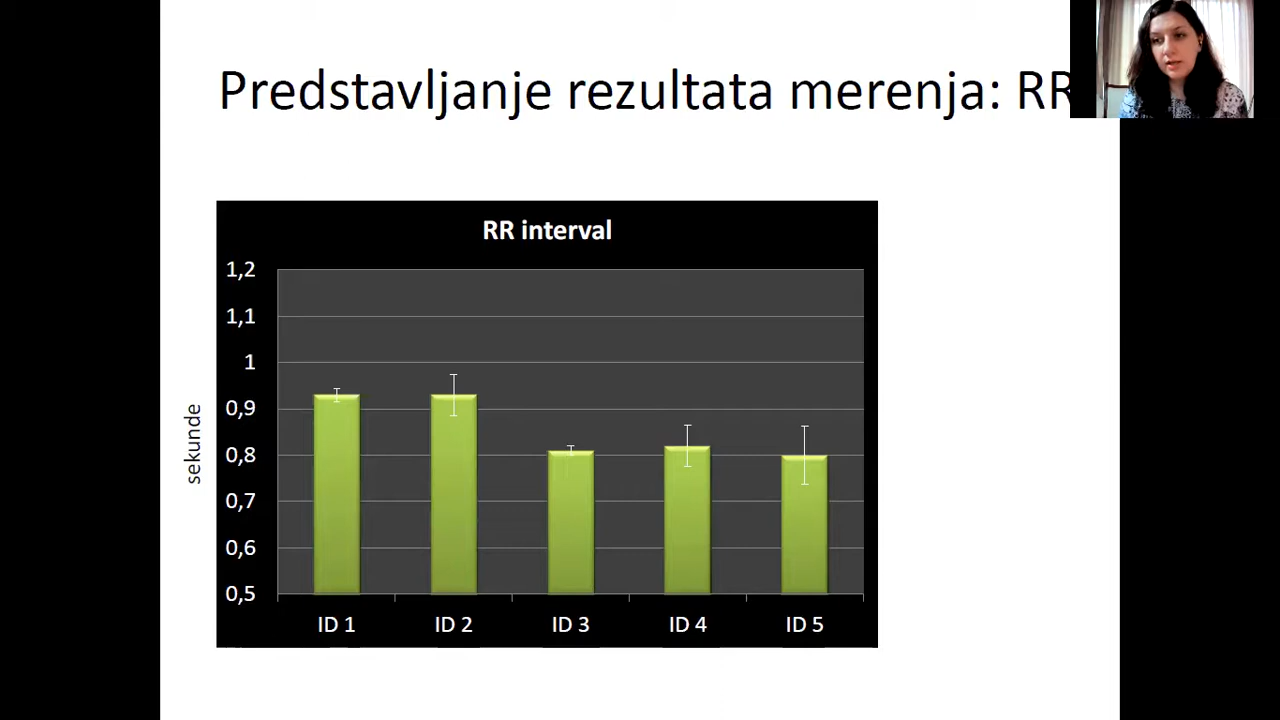 Predstavljanje rezultata merenja: RR
RR interval
1,2
1,1
1
0,9
0,8
0,7
0,6
0,5
sekunde
ID 1
ID 2
ID 3
ID 4
ID 5